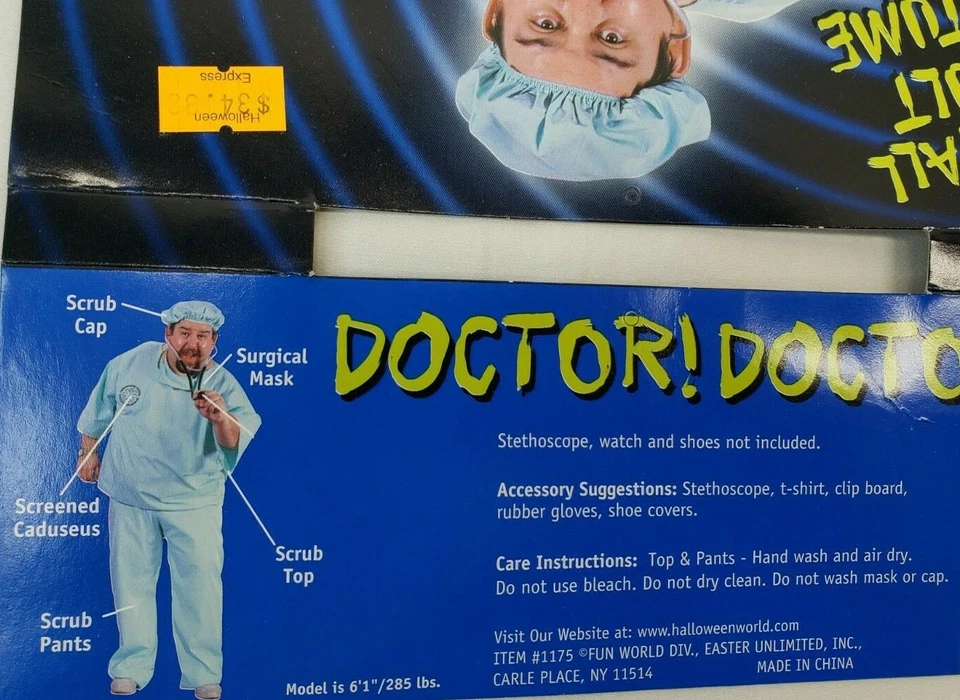 Halloween
$34.
Express
ALL
TUME
Scrub
Cap
Surgical
Mask
Screened
Caduseus
Scrub
Top
Scrub
Pants
Model is 6'1"/285 lbs.
DOCTOR! DOCTO
Stethoscope, watch and shoes not included.
Accessory Suggestions: Stethoscope, t-shirt, clip board,
rubber gloves, shoe covers.
Care Instructions: Top & Pants - Hand wash and air dry.
Do not use bleach. Do not dry clean. Do not wash mask or cap.
Visit Our Website at: www.halloweenworld.com
ITEM #1175 ©FUN WORLD DIV., EASTER UNLIMITED, INC.,
CARLE PLACE, NY 11514
MADE IN CHINA